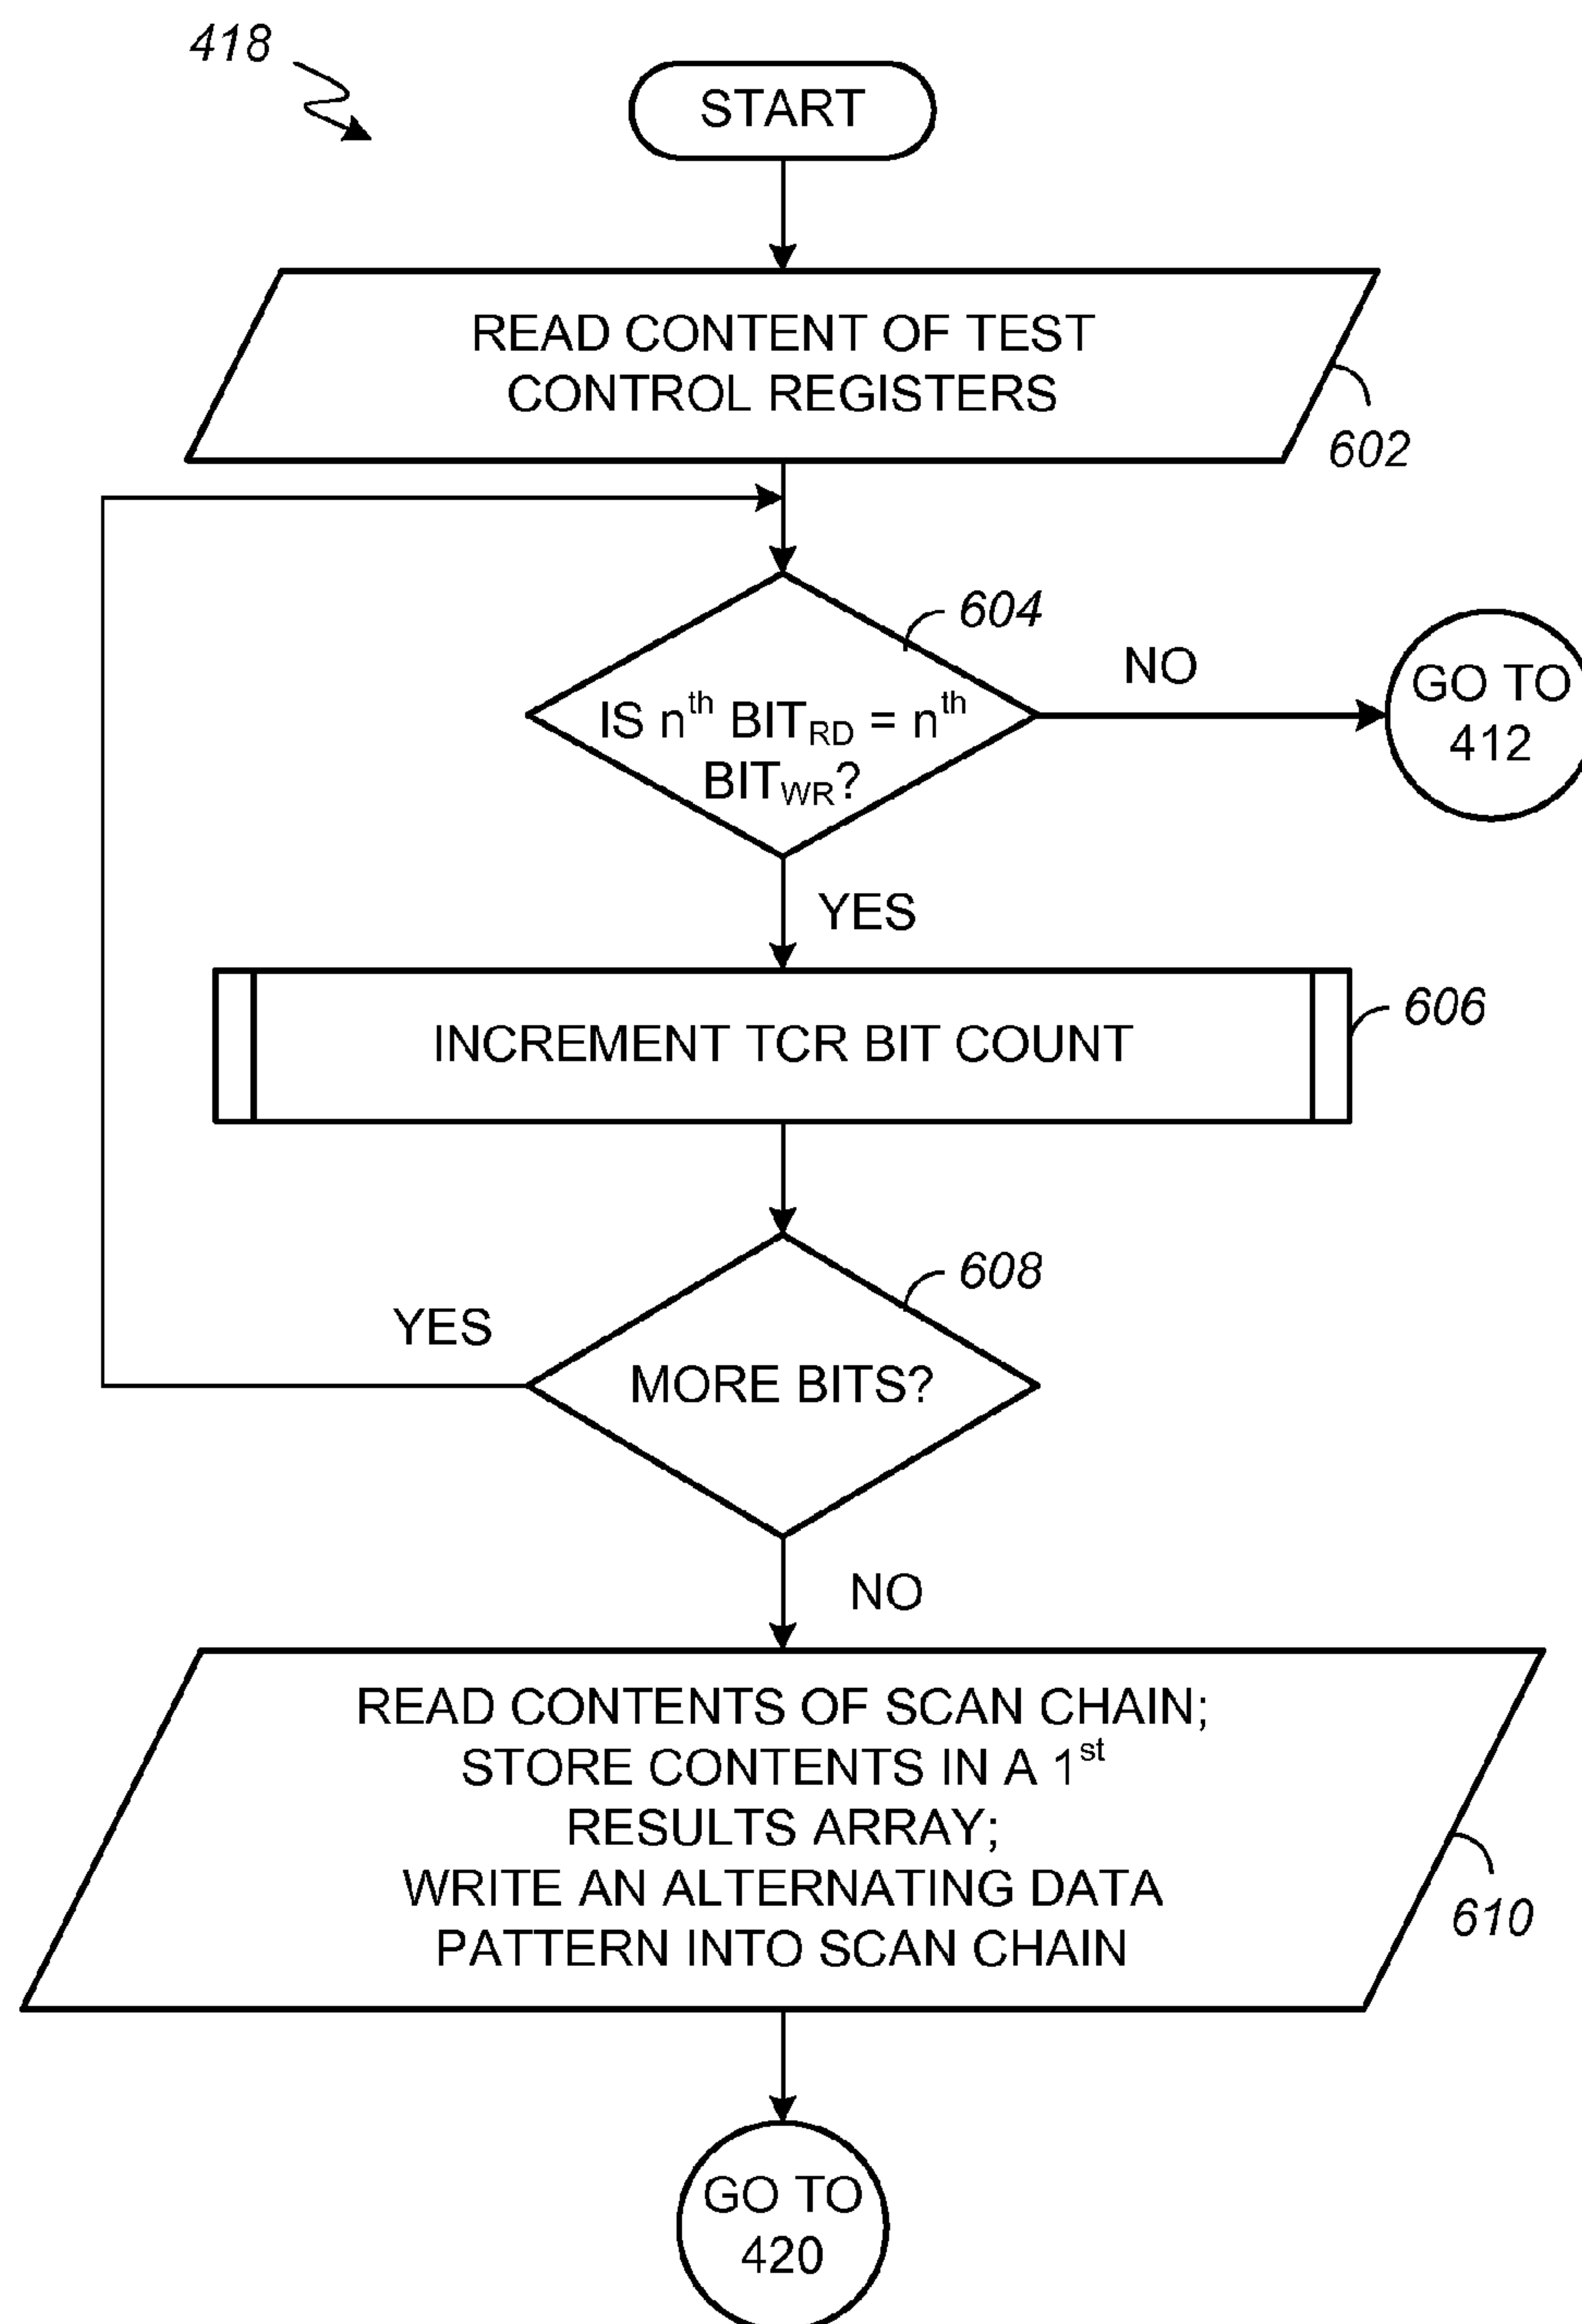 418
START
READ CONTENT OF TEST
CONTROL REGISTERS
602
604
NO
GO TO
412
IS nth BITRD = nth
BITWR?
YES
INCREMENT TCR BIT COUNT
606
608
YES
MORE BITS?
NO
READ CONTENTS OF SCAN CHAIN;
STORE CONTENTS IN A 1st
RESULTS ARRAY;
WRITE AN ALTERNATING DATA
PATTERN INTO SCAN CHAIN
610
GO TO
420